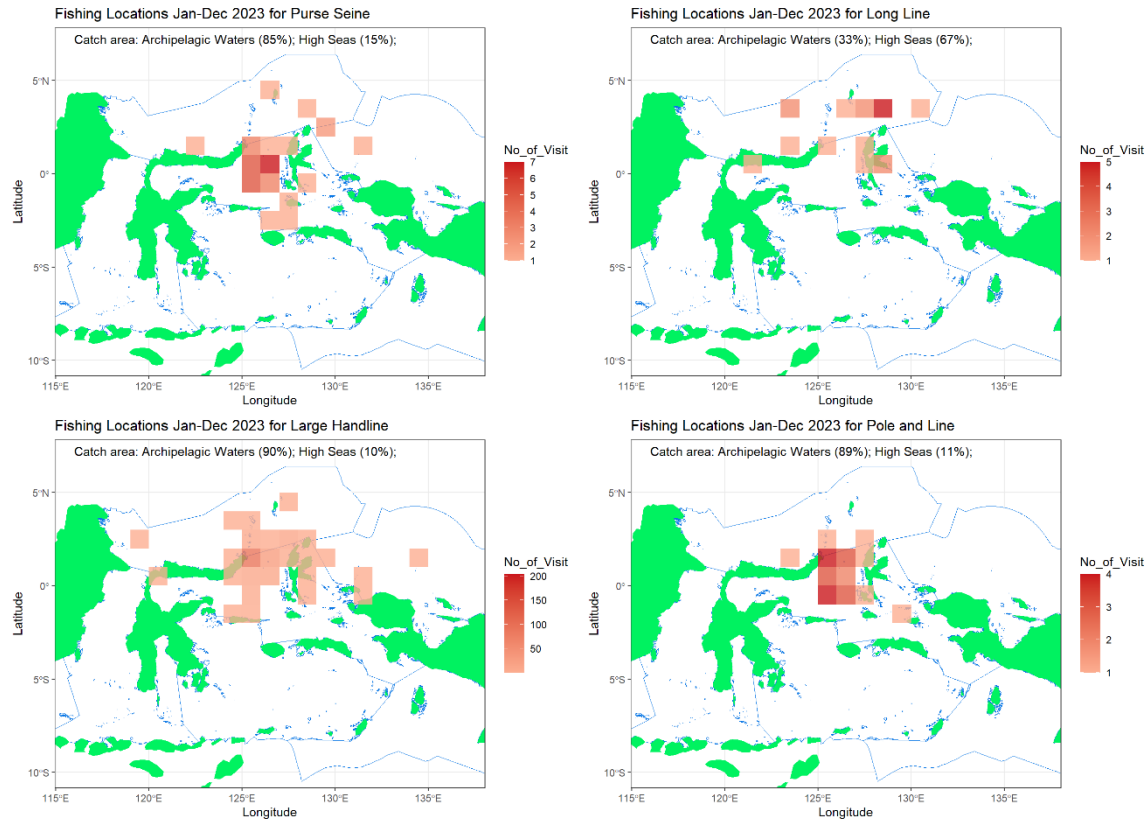 Fishing Locations Jan-Dec 2023 for Purse Seine
Catch area: Archipelagic Waters (85%); High Seas (15%);
5°N
0°
5°S
10°S
115°E
120°E
125°E
130°E
135°E
Longitude
Latitude
No_of_Visit
7
6
5
4
3
2
1
Fishing Locations Jan-Dec 2023 for Long Line
Catch area: Archipelagic Waters (33%); High Seas (67%);
5°N
0°
5°S
10°S
115°E
120°E
125°E
130°E
135°E
Longitude
Latitude
No_of_Visit
5
4
3
2
1
Fishing Locations Jan-Dec 2023 for Large Handline
Catch area: Archipelagic Waters (90%); High Seas (10%);
5°N
0°
5°S
10°S
115°E
120°E
125°E
130°E
135°E
Longitude
Latitude
No_of_Visit
200
150
100
50
Fishing Locations Jan-Dec 2023 for Pole and Line
Catch area: Archipelagic Waters (89%); High Seas (11%);
5°N
0°
5°S
10°S
115°E
120°E
125°E
130°E
135°E
Longitude
Latitude
No_of_Visit
4
3
2
1